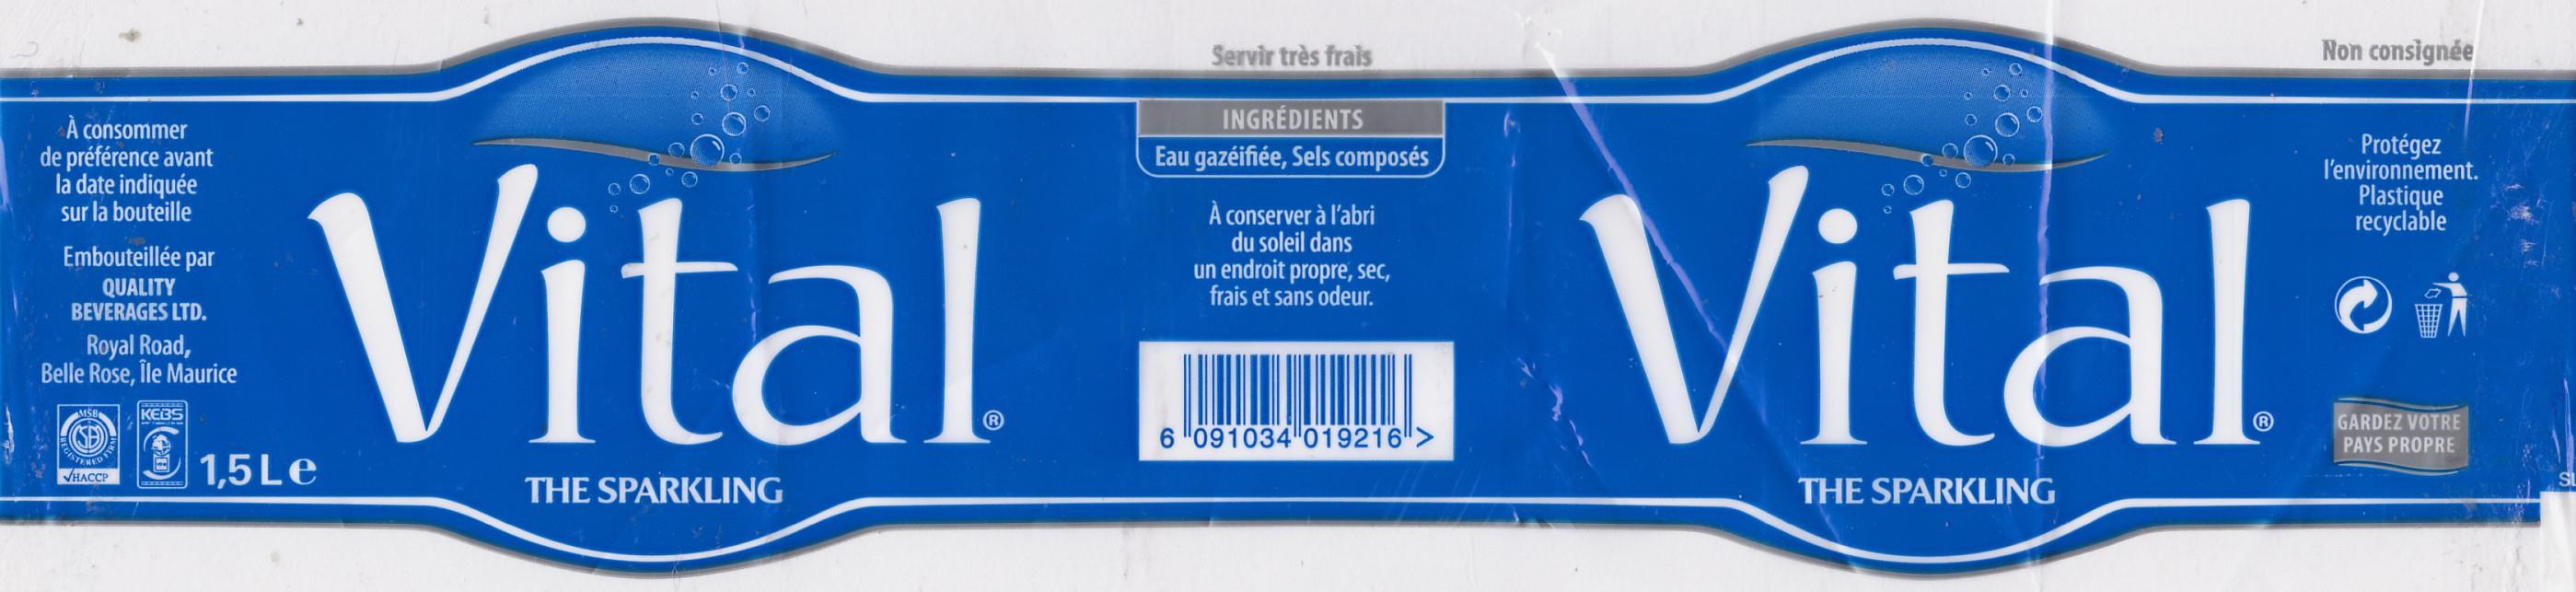 Servir très frais
Non consignée
À consommer
de préférence avant
la date indiquée
sur la bouteille
Embouteillée par
QUALITY
BEVERAGES LTD.
Royal Road,
Belle Rose, Île Maurice
MSB
REGISTERED FIRM
√HACCP
KEBS
1,5 L e
Vital®
THE SPARKLING
INGRÉDIENTS
Eau gazéifiée, Sels composés
À conserver à l'abri
du soleil dans
un endroit propre, sec,
frais et sans odeur.
6 091034 019216 >
Vital®
THE SPARKLING
Protégez
l'environnement.
Plastique
recyclable
GARDEZ VOTRE
PAYS PROPRE